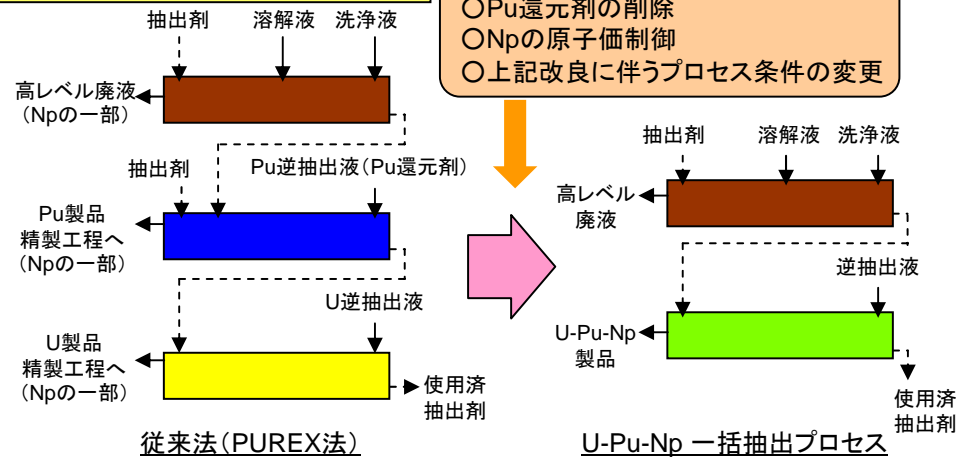 〇Pu還元剤の削除
〇Npの原子価制御
〇上記改良に伴うプロセス条件の変更
抽出剤 溶解液 洗浄液
高レベル廃液
（Npの一部）
抽出剤 Pu逆抽出液（Pu還元剤）
Pu製品
精製工程へ
（Npの一部）
U逆抽出液
U製品
精製工程へ
（Npの一部）
使用済
抽出剤
従来法（PUREX法）
抽出剤 溶解液 洗浄液
高レベル
廃液
逆抽出液
U-Pu-Np
製品
使用済
抽出剤
U-Pu-Np 一括抽出プロセス